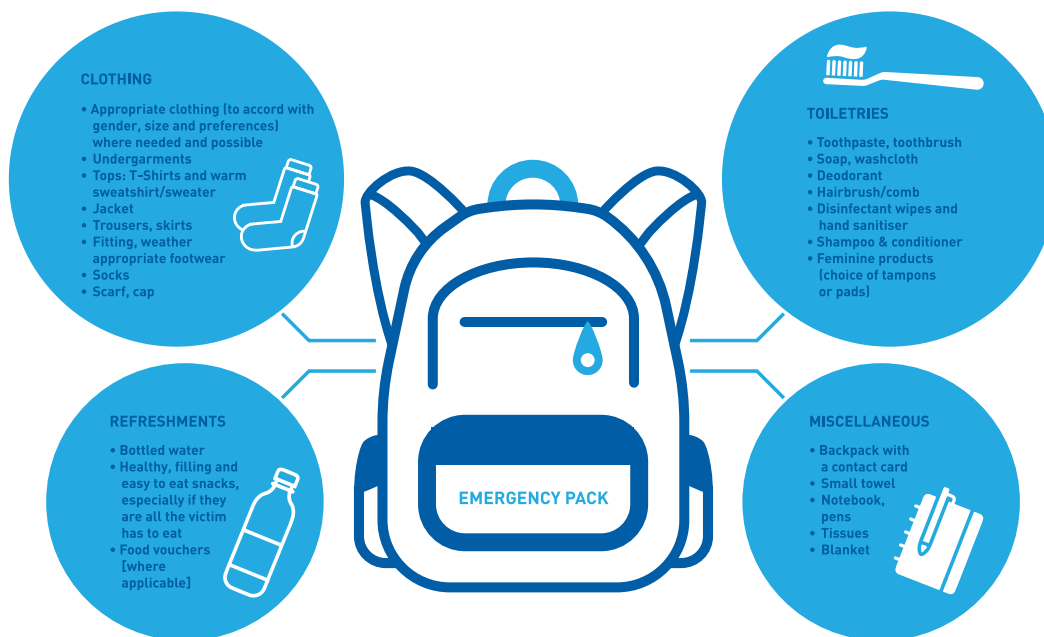 CLOTHING
• Appropriate clothing (to accord with
gender, size and preferences)
where needed and possible
• Undergarments
• Tops: T-Shirts and warm
sweatshirt/sweater
• Jacket
• Trousers, skirts
• Fitting, weather
appropriate footwear
• Socks
• Scarf, cap
TOILETRIES
• Toothpaste, toothbrush
• Soap, washcloth
• Deodorant
• Hairbrush/comb
• Disinfectant wipes and
hand sanitiser
• Shampoo & conditioner
• Feminine products
(choice of tampons
or pads)
REFRESHMENTS
• Bottled water
• Healthy, filling and
easy to eat snacks,
especially if they
are all the victim
has to eat
• Food vouchers
[where
applicable]
EMERGENCY PACK
MISCELLANEOUS
• Backpack with
a contact card
• Small towel
• Notebook,
pens
• Tissues
• Blanket